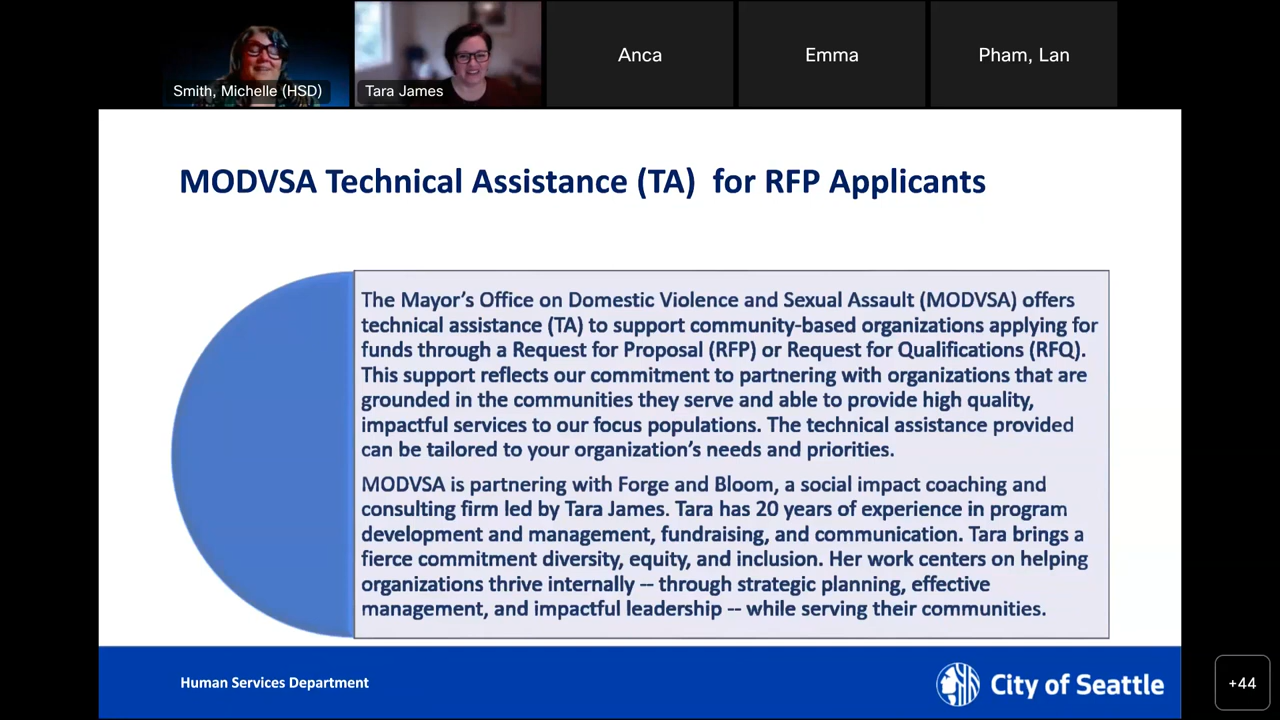 Smith, Michelle (HSD)
Tara James
Anca
Emma
Pham, Lan
MODVSA Technical Assistance (TA) for RFP Applicants
The Mayor's Office on Domestic Violence and Sexual Assault (MODVSA) offers
technical assistance (TA) to support community-based organizations applying for
funds through a Request for Proposal (RFP) or Request for Qualifications (RFQ).
This support reflects our commitment to partnering with organizations that are
grounded in the communities they serve and able to provide high quality,
impactful services to our focus populations. The technical assistance provided
can be tailored to your organization's needs and priorities.
MODVSA is partnering with Forge and Bloom, a social impact coaching and
consulting firm led by Tara James. Tara has 20 years of experience in program
development and management, fundraising, and communication. Tara brings a
fierce commitment diversity, equity, and inclusion. Her work centers on helping
organizations thrive internally -- through strategic planning, effective
management, and impactful leadership -- while serving their communities.
Human Services Department
City of Seattle
+44